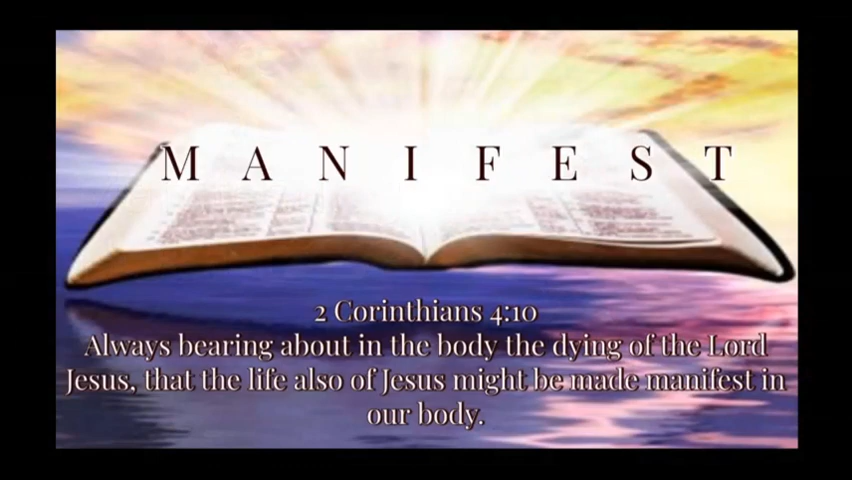 M A N I F E S T
2 Corinthians 4:10
Always bearing about in the body the dying of the Lord
Jesus, that the life also of Jesus might be made manifest in
our body.